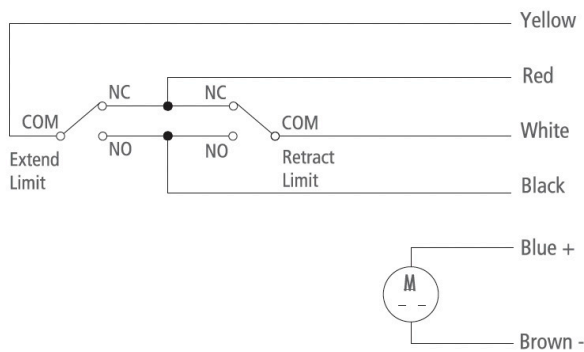 Yellow
Red
NC
NC
COM
COM
White
NO
NO
Extend
Limit
Retract
Limit
Black
Blue +
M
Brown -